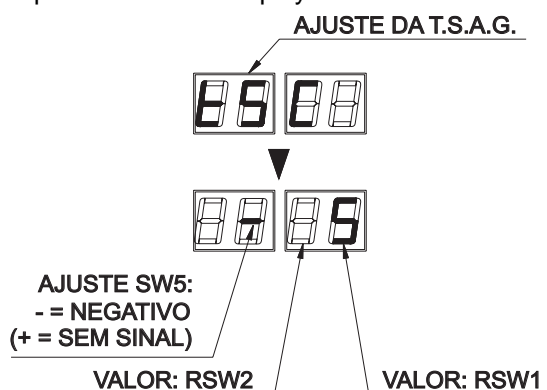 AJUSTE DA T.S.A.G.
tSC
- 5
AJUSTE SW5:
- = NEGATIVO
(+ = SEM SINAL)
VALOR: RSW2 VALOR: RSW1